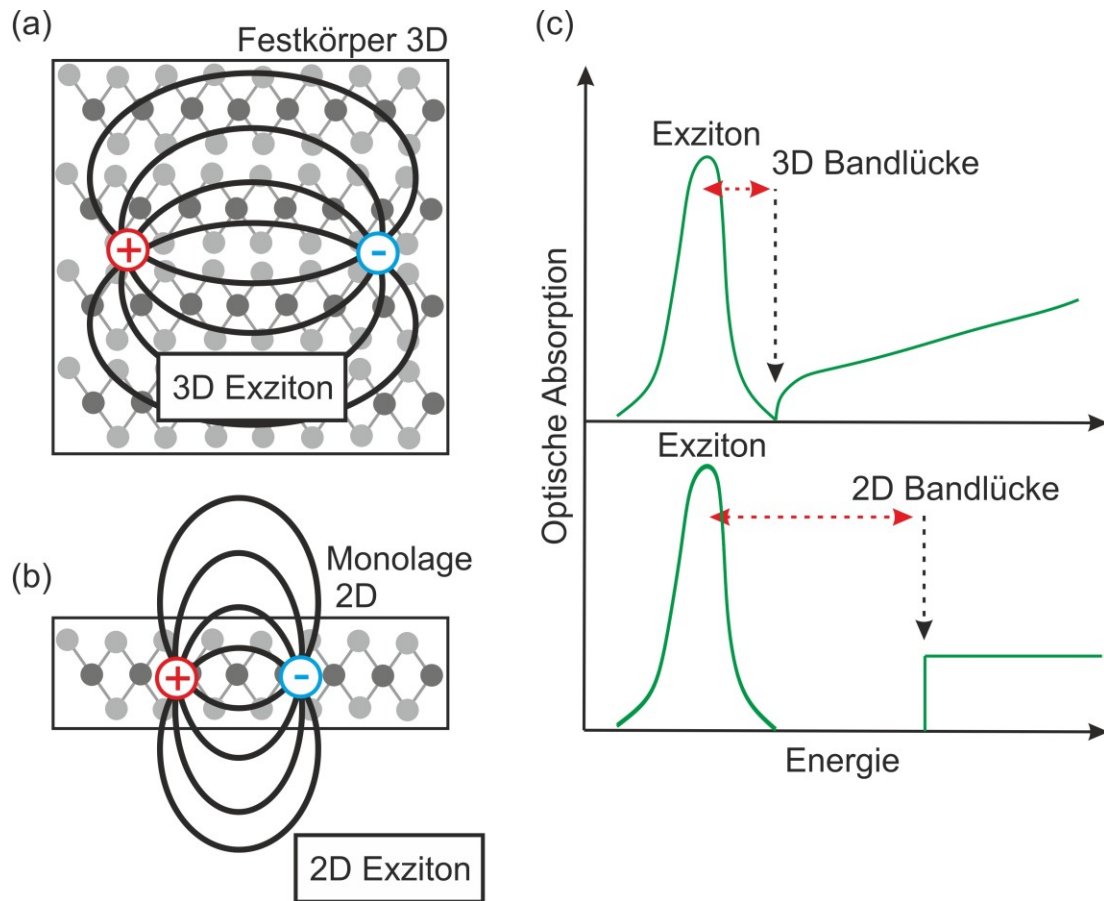 (a)
Festkörper 3D
+
-
3D Exziton
(b)
Monolage
2D
+
-
2D Exziton
(c)
Optische Absorption
Exziton
3D Bandlücke
Exziton
2D Bandlücke
Energie